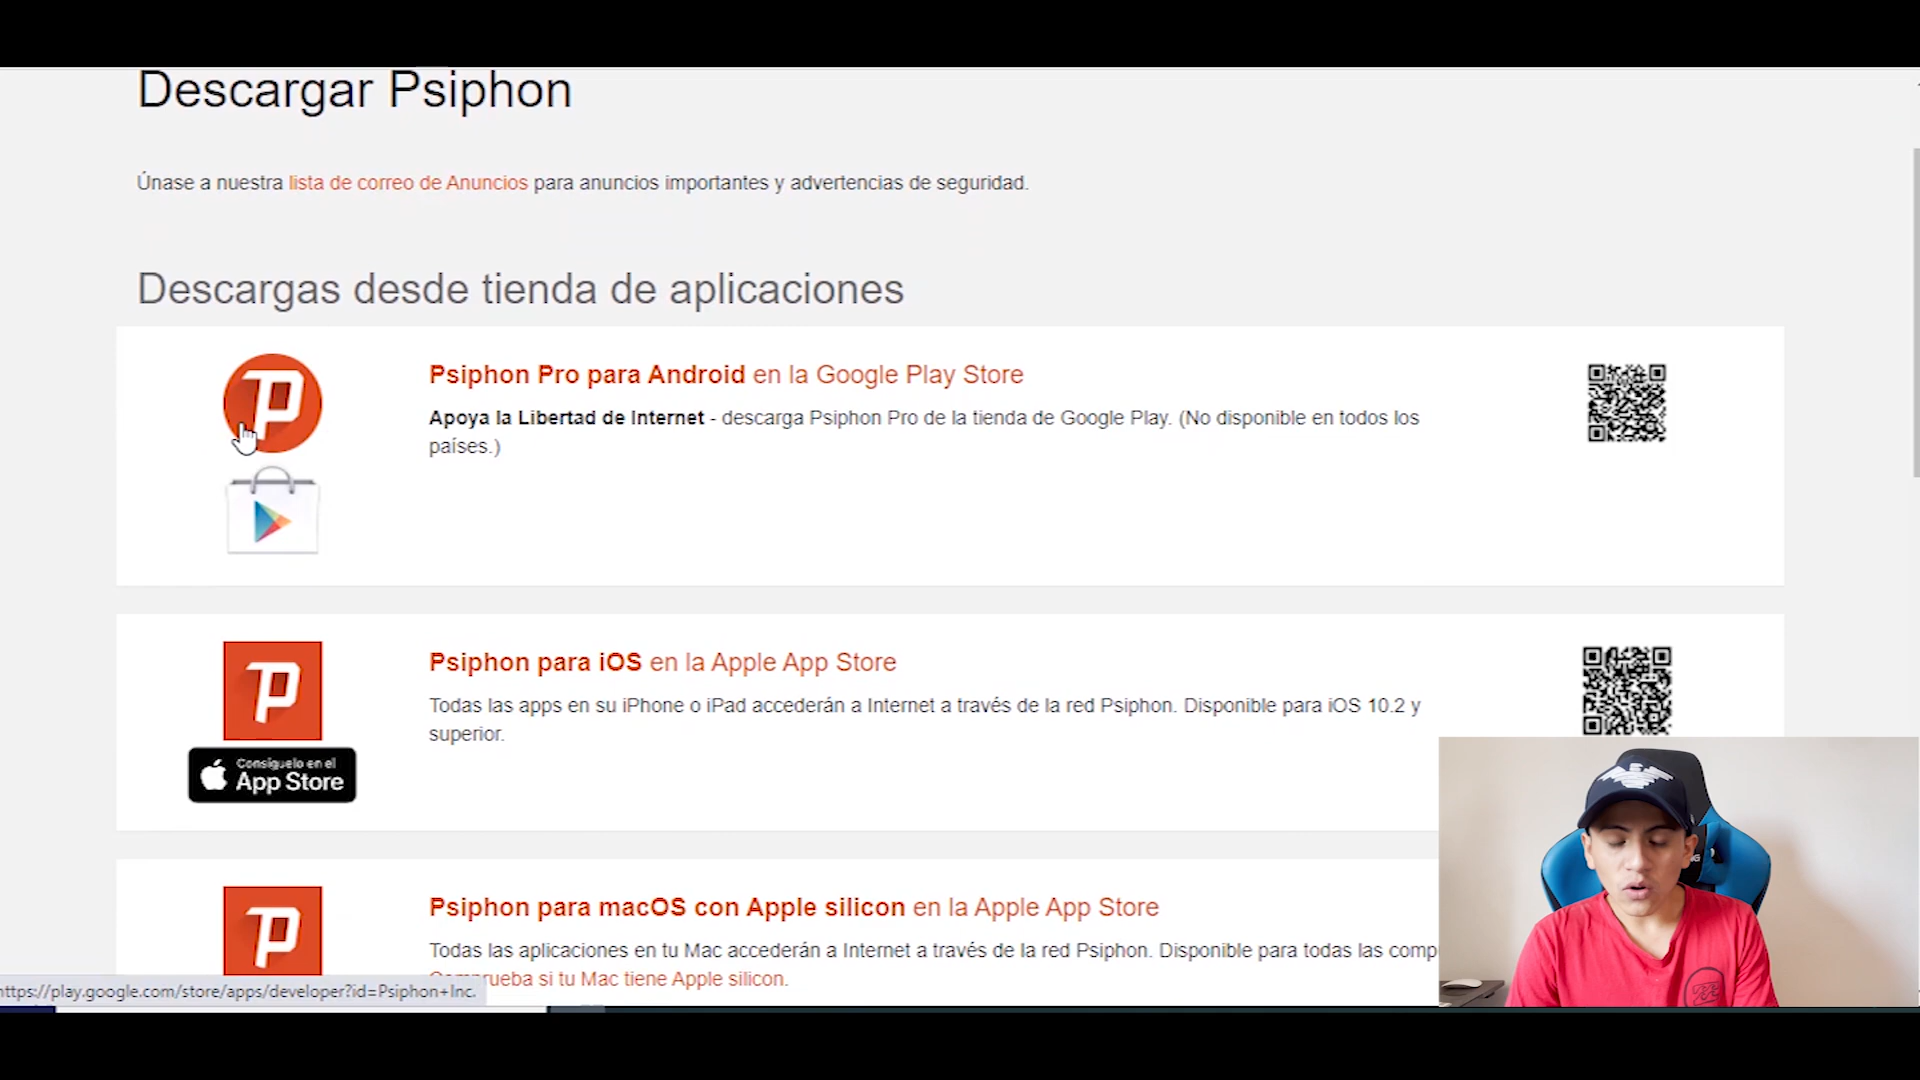 Descargar Psiphon
Únase a nuestra lista de correo de Anuncios para anuncios importantes y advertencias de seguridad.
Descargas desde tienda de aplicaciones
Psiphon Pro para Android en la Google Play Store
Apoya la Libertad de Internet - descarga Psiphon Pro de la tienda de Google Play. (No disponible en todos los
países.)
Psiphon para iOS en la Apple App Store
Todas las apps en su iPhone o iPad accederán a Internet a través de la red Psiphon. Disponible para iOS 10.2 y
superior.
Consíguelo en el
App Store
Psiphon para macOS con Apple silicon en la Apple App Store
Todas las aplicaciones en tu Mac accederán a Internet a través de la red Psiphon. Disponible para todas las comp
rueba si tu Mac tiene Apple silicon.
https://play.google.com/store/apps/developer?id=Psiphon+Inc.